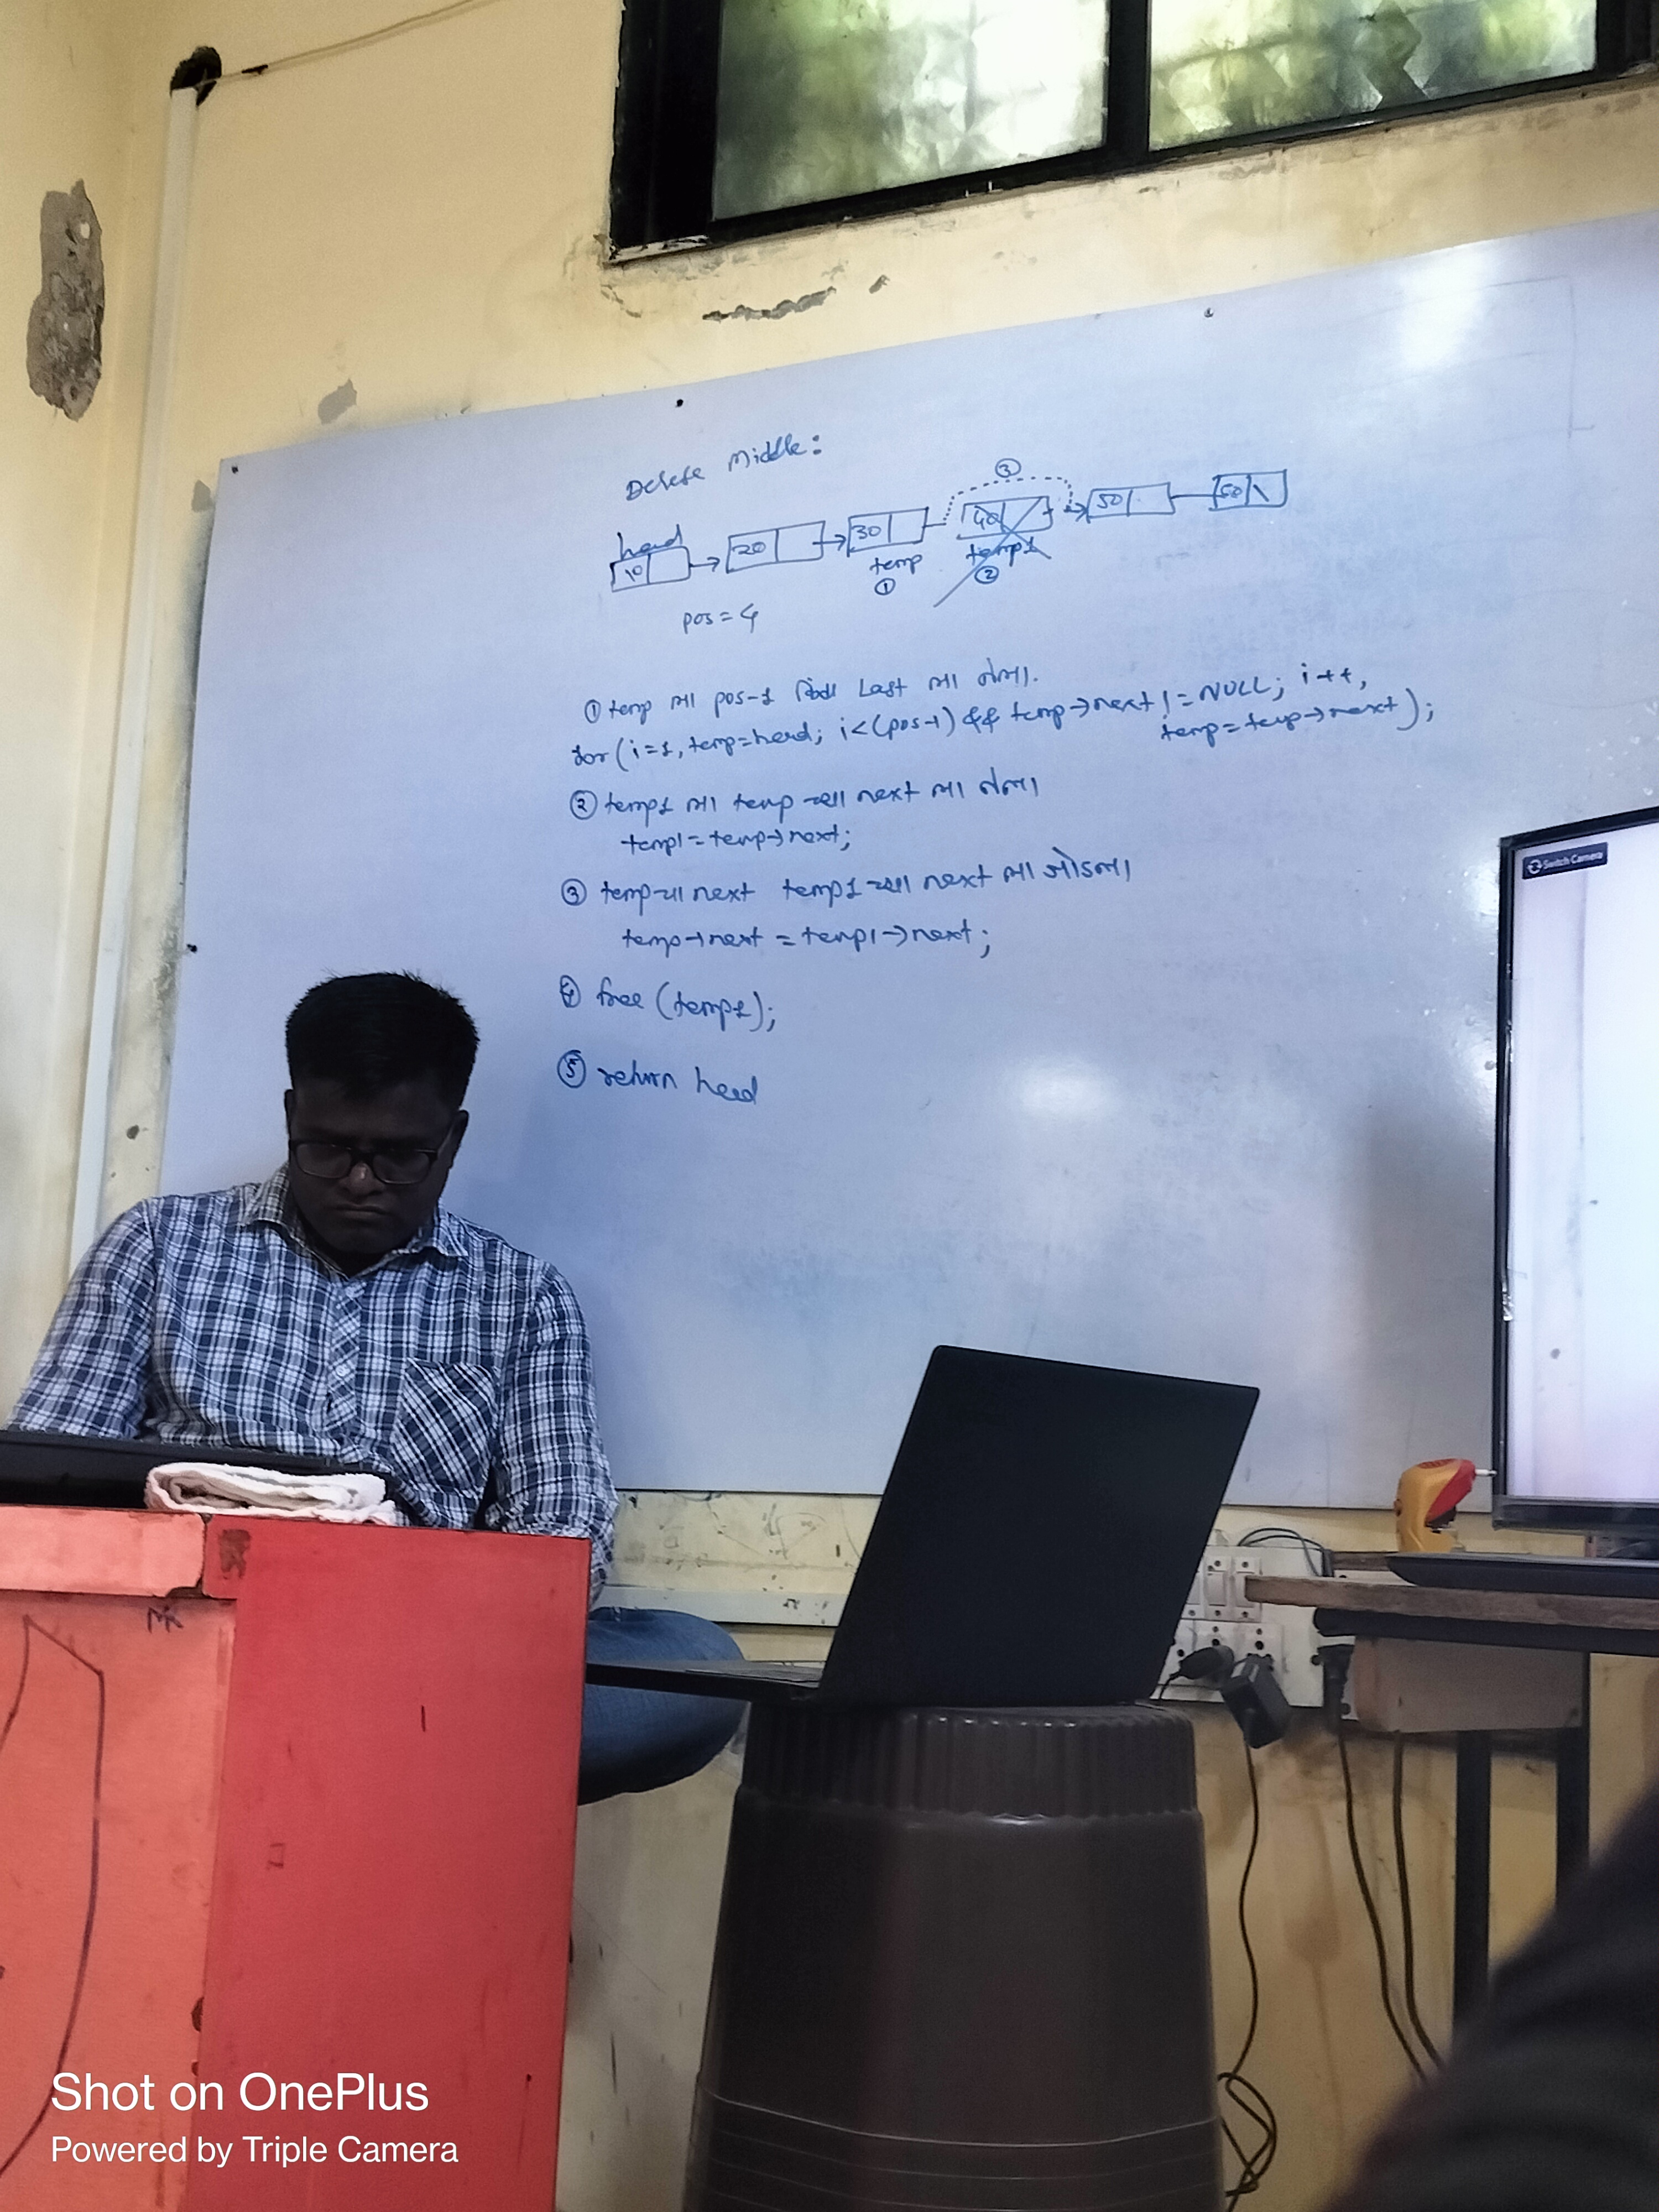 Delete Middle:
③
head
10 20 30 40 50 60 \
temp temp1
① ②
pos = 4
① temp ला pos-1 किंवा Last ला नेला.
for (i=1, temp=head; i<(pos-1) && temp->next != NULL; i++,
temp=temp->next);
② temp1 ला temp च्या next ला नेला
temp1 = temp->next;
③ temp चा next temp1 च्या next ला जोडला
temp->next = temp1->next;
④ free (temp1);
⑤ return head
Switch Camera
MK
Shot on OnePlus
Powered by Triple Camera